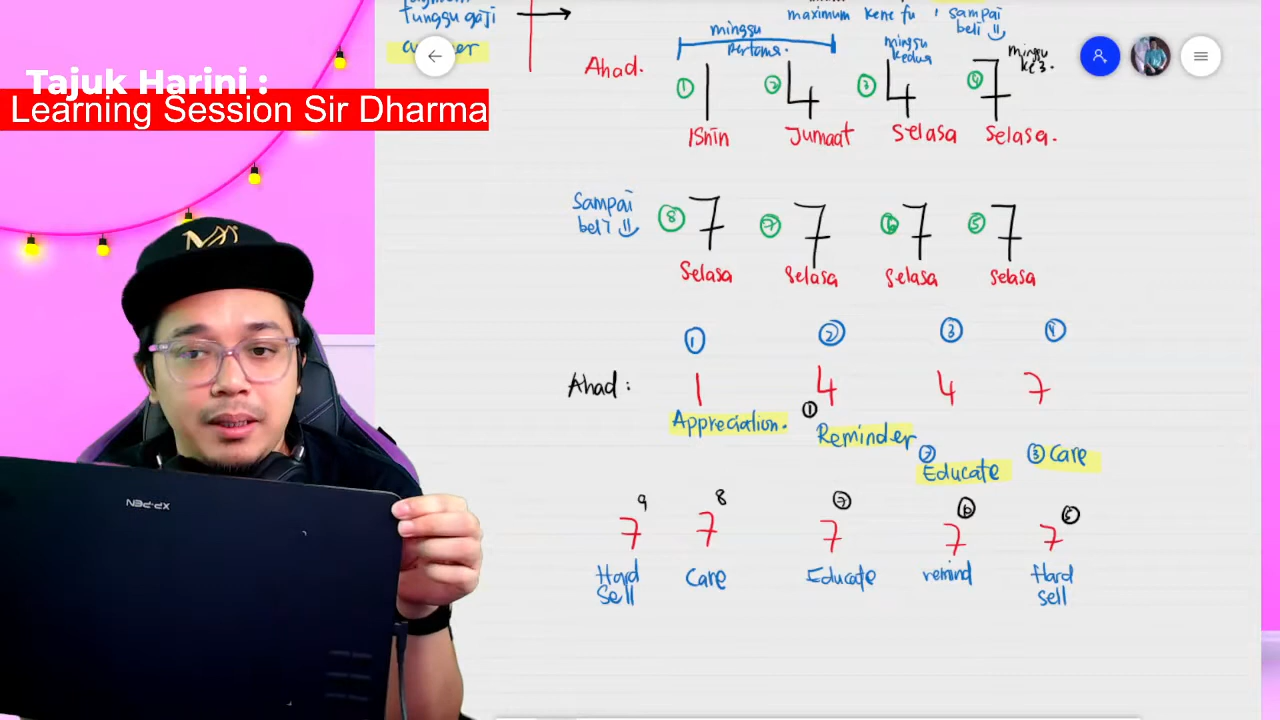 tunggu gaji
maximum kene fu , sampai
beli
minggu
pertama.
minggu
kedua
minggu
ke 3.
Tajuk Harini :
Learning Session Sir Dharma
Ahad.
① 1 ② 4 ③ 4 ④ 7
Isnin Jumaat Selasa Selasa.
Sampai
beli
⑧ 7 ⑦ 7 ⑥ 7 ⑤ 7
Selasa Selasa Selasa Selasa
① ② ③ ④
Ahad : 1 4 4 7
Appreciation. ① Reminder
② Educate ③ Care
9 8 ⑦ ⑥ ⑤
7 7 7 7 7
Hard Care Educate remind Hard
Sell sell
XP-PEN